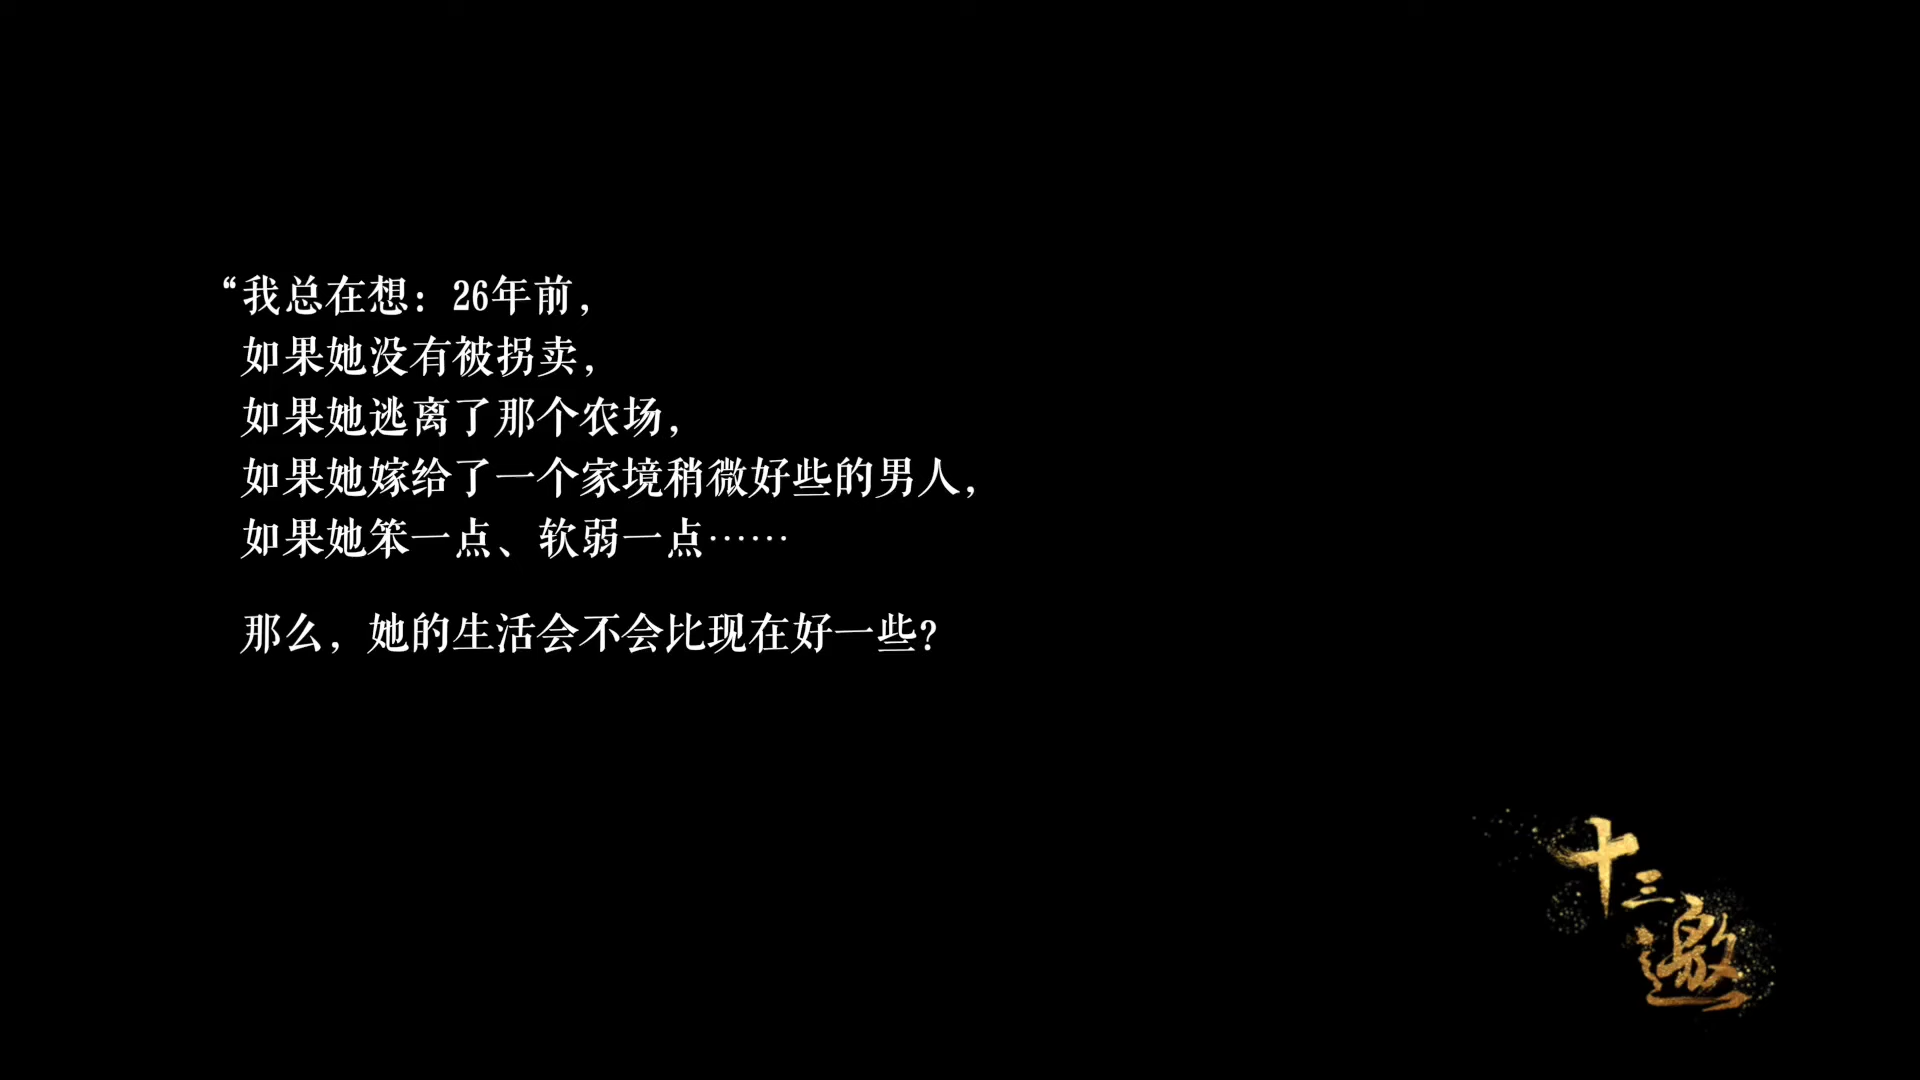 “我总在想：26年前，
如果她没有被拐卖，
如果她逃离了那个农场，
如果她嫁给了一个家境稍微好些的男人，
如果她笨一点、软弱一点……
那么，她的生活会不会比现在好一些？
十三邀